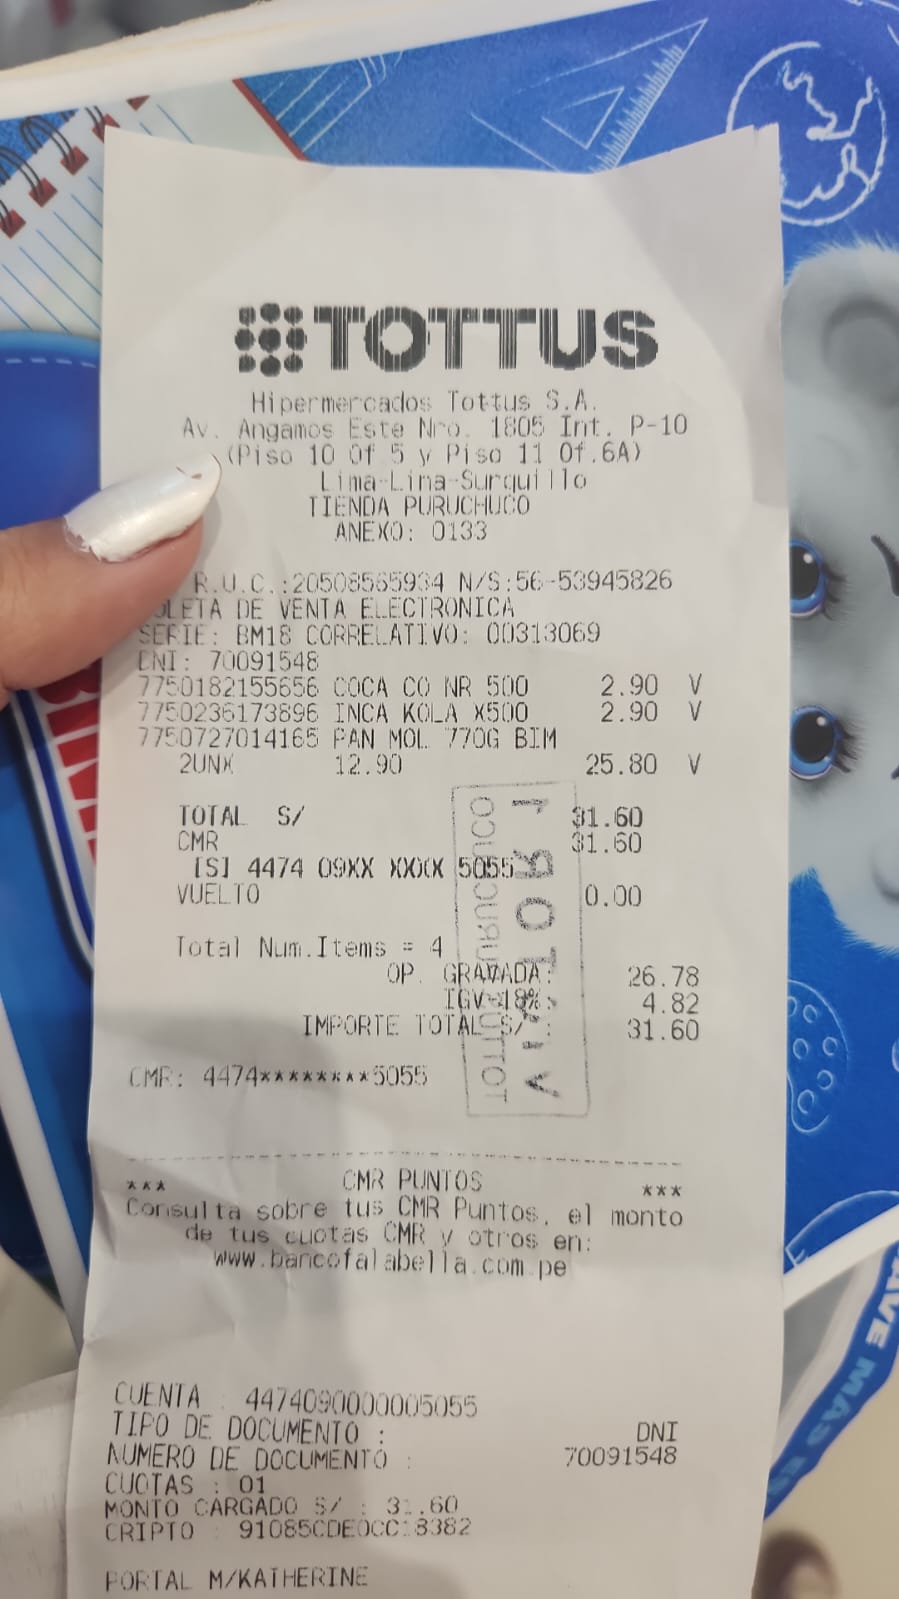 TOTTUS
Hipermercados Tottus S.A.
Av. Angamos Este Nro. 1805 Int. P-10
(Piso 10 Of 5 y Piso 11 Of.6A)
Lima-Lima-Surquillo
TIENDA PURUCHUCO
ANEXO: 0133
R.U.C.:20508565934 N/S:56-53945826
OLETA DE VENTA ELECTRONICA
SERIE: BM18 CORRELATIVO: 00313069
DNI: 70091548
7750182155656 COCA CO NR 500 2.90 V
7750236173896 INCA KOLA X500 2.90 V
7750727014165 PAN MOL 770G BIM
2UNX 12.90 25.80 V
TOTAL S/ 31.60
CMR 31.60
[S] 4474 09XX XXXX 5055
VUELTO 0.00
Total Num.Items = 4
OP. GRAVADA: 26.78
IGV 18%: 4.82
IMPORTE TOTAL S/ : 31.60
CMR: 4474********5055
*** CMR PUNTOS ***
Consulta sobre tus CMR Puntos, el monto
de tus cuotas CMR y otros en:
www.bancofalabella.com.pe
CUENTA : 4474090000005055
TIPO DE DOCUMENTO : DNI
NUMERO DE DOCUMENTO : 70091548
CUOTAS : 01
MONTO CARGADO S/ : 31.60
CRIPTO : 91085CDE0CC18382
PORTAL M/KATHERINE